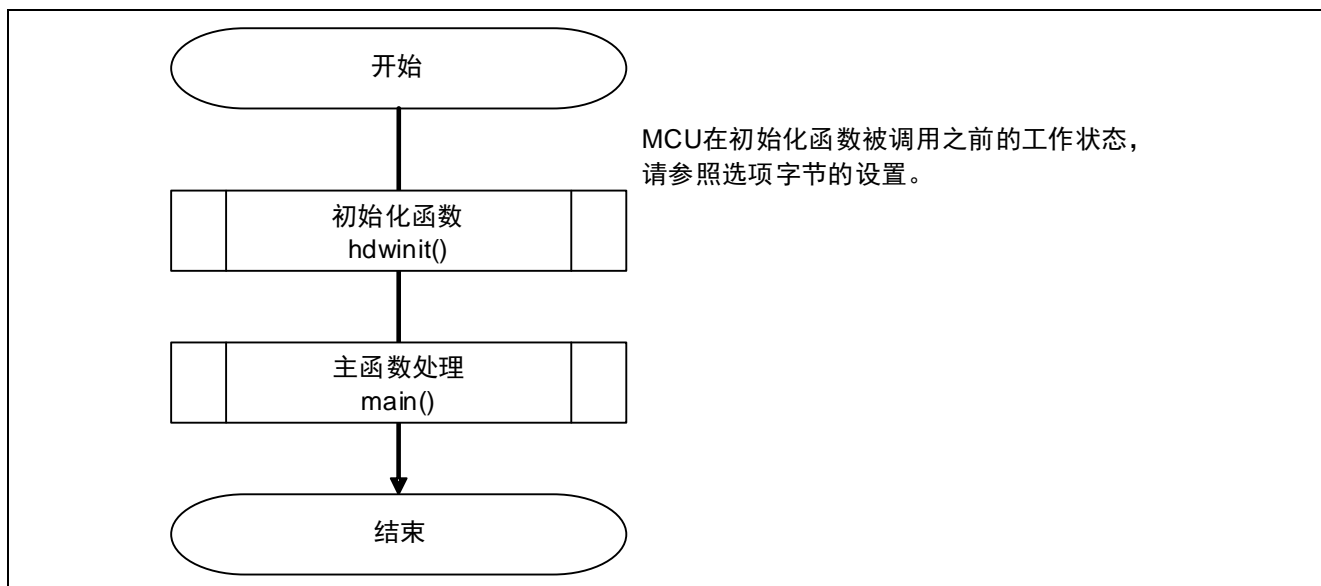 开始
MCU在初始化函数被调用之前的工作状态，
请参照选项字节的设置。
初始化函数
hdwinit()
主函数处理
main()
结束